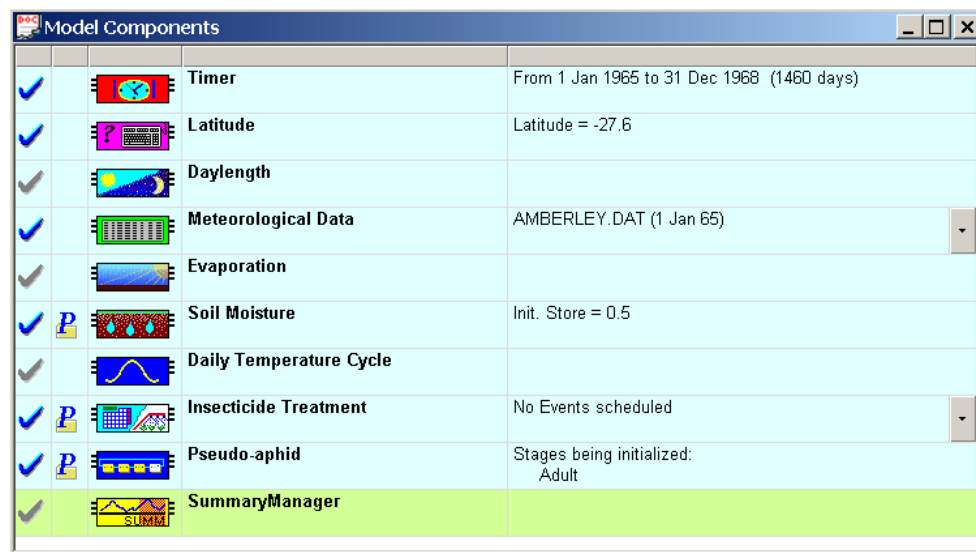 DOC
Model Components
Timer From 1 Jan 1965 to 31 Dec 1968 (1460 days)
? Latitude Latitude = -27.6
Daylength
Meteorological Data AMBERLEY.DAT (1 Jan 65)
Evaporation
P Soil Moisture Init. Store = 0.5
Daily Temperature Cycle
P Insecticide Treatment No Events scheduled
P Pseudo-aphid Stages being initialized:
Adult
SUMM SummaryManager